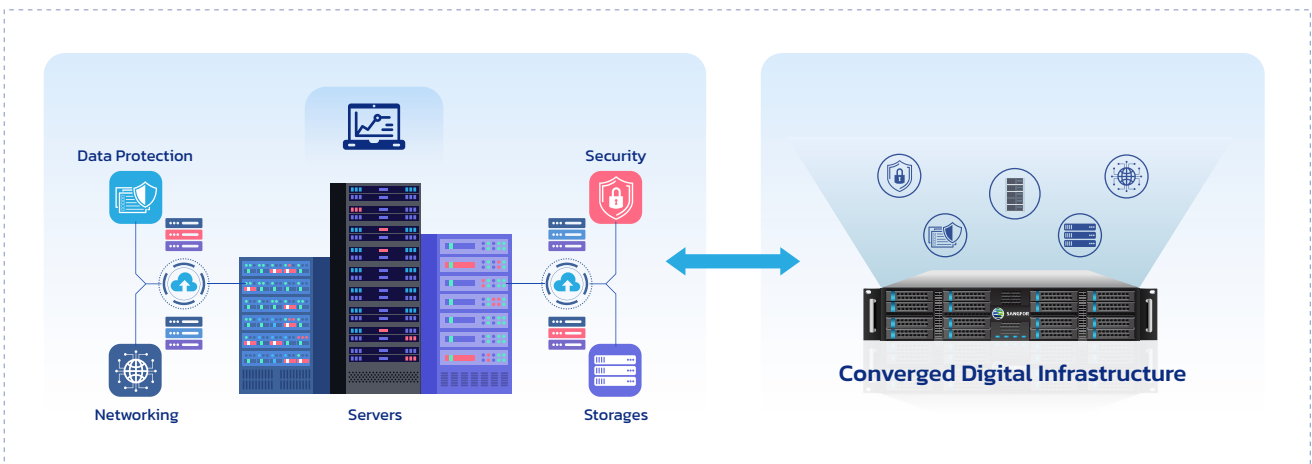 Data Protection
Security
Networking
Servers
Storages
SANGFOR
Converged Digital Infrastructure